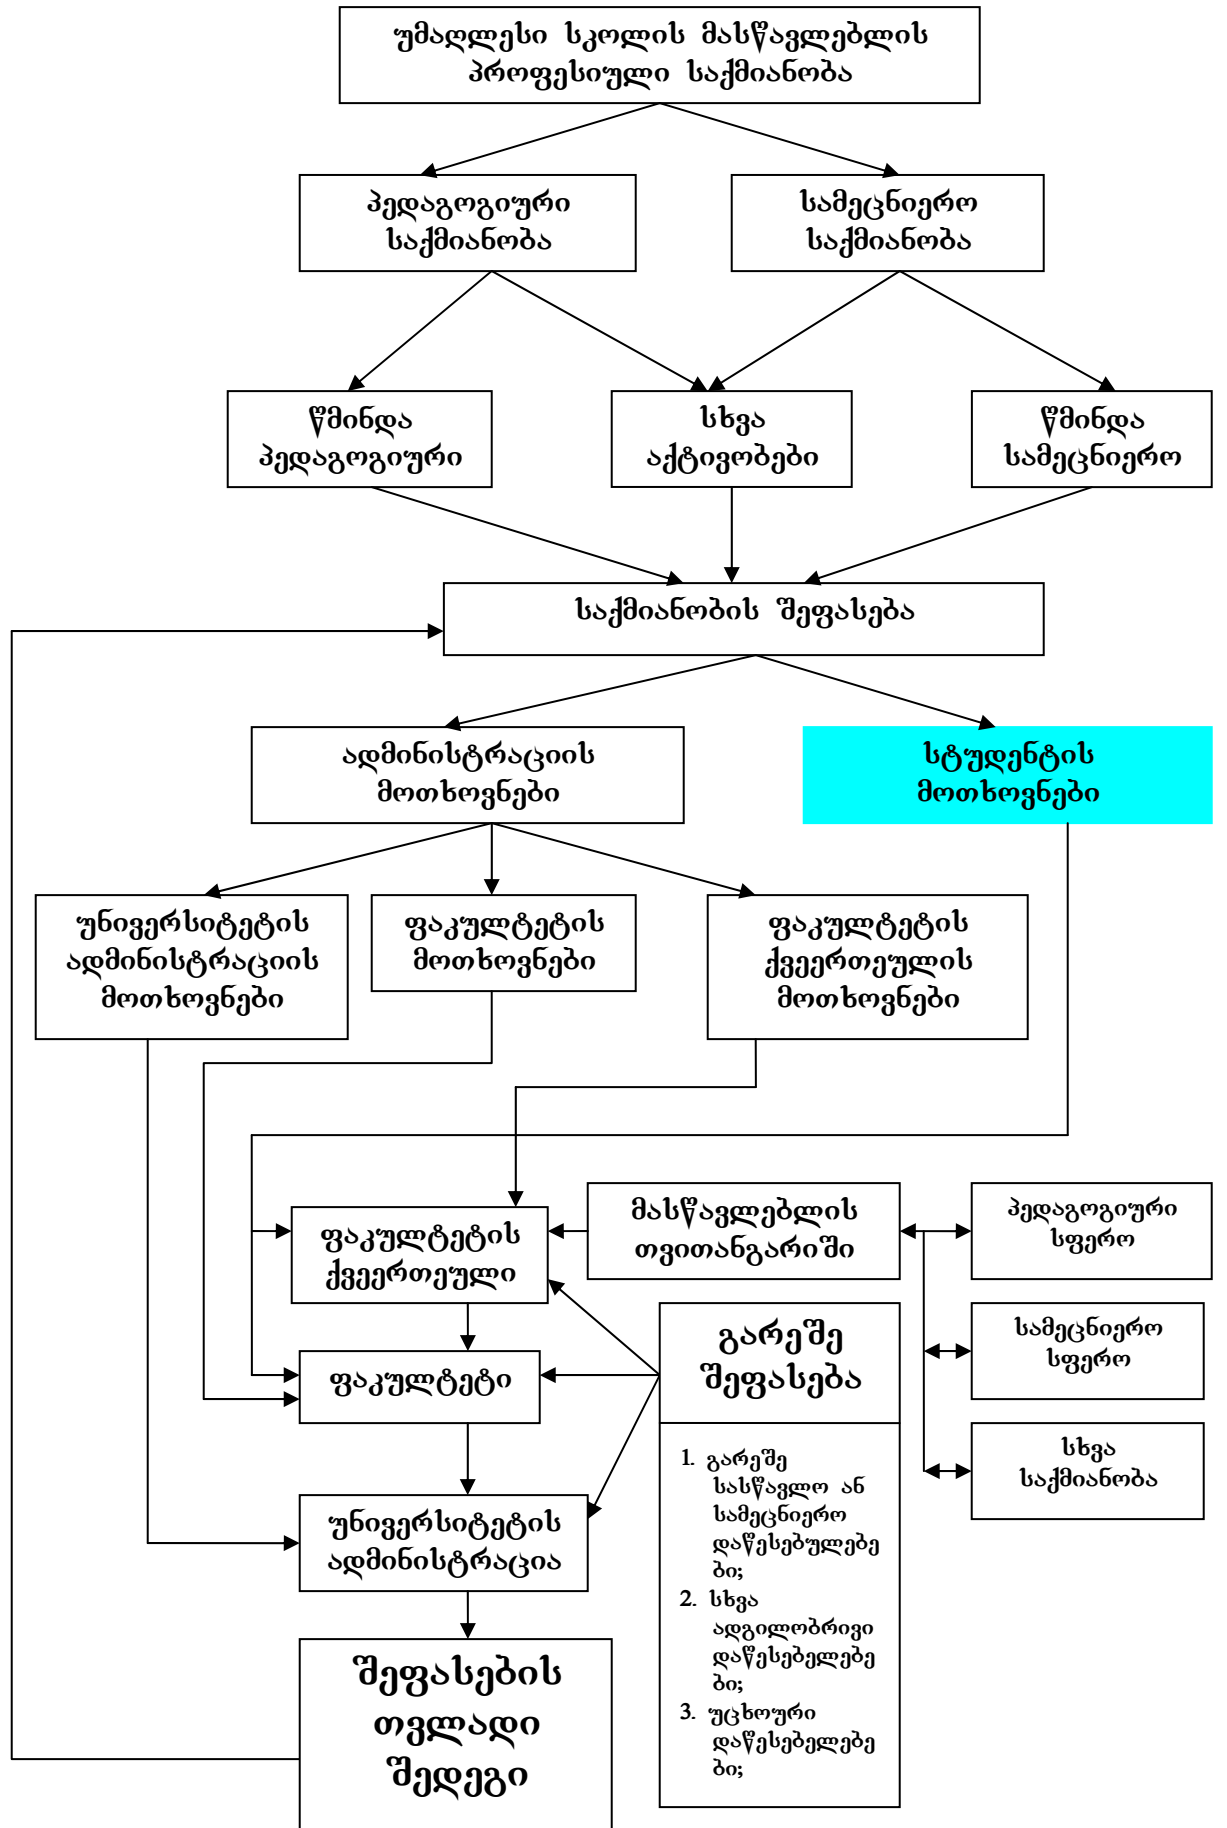 უმაღლესი სკოლის მასწავლებლის
პროფესიული საქმიანობა
პედაგოგიური
საქმიანობა
სამეცნიერო
საქმიანობა
წმინდა
პედაგოგიური
სხვა
აქტივობები
წმინდა
სამეცნიერო
საქმიანობის შეფასება
ადმინისტრაციის
მოთხოვნები
სტუდენტის
მოთხოვნები
უნივერსიტეტის
ადმინისტრაციის
მოთხოვნები
ფაკულტეტის
მოთხოვნები
ფაკულტეტის
ქვეერთეულის
მოთხოვნები
ფაკულტეტის
ქვეერთეული
მასწავლებლის
თვითანგარიში
პედაგოგიური
სფერო
სამეცნიერო
სფერო
სხვა
საქმიანობა
ფაკულტეტი
უნივერსიტეტის
ადმინისტრაცია
შეფასების
თვლადი
შედეგი
გარეშე
შეფასება
1. გარეშე
სასწავლო ან
სამეცნიერო
დაწესებულებე
ბი;
2. სხვა
ადგილობრივი
დაწესებელებე
ბი;
3. უცხოური
დაწესებელებე
ბი;